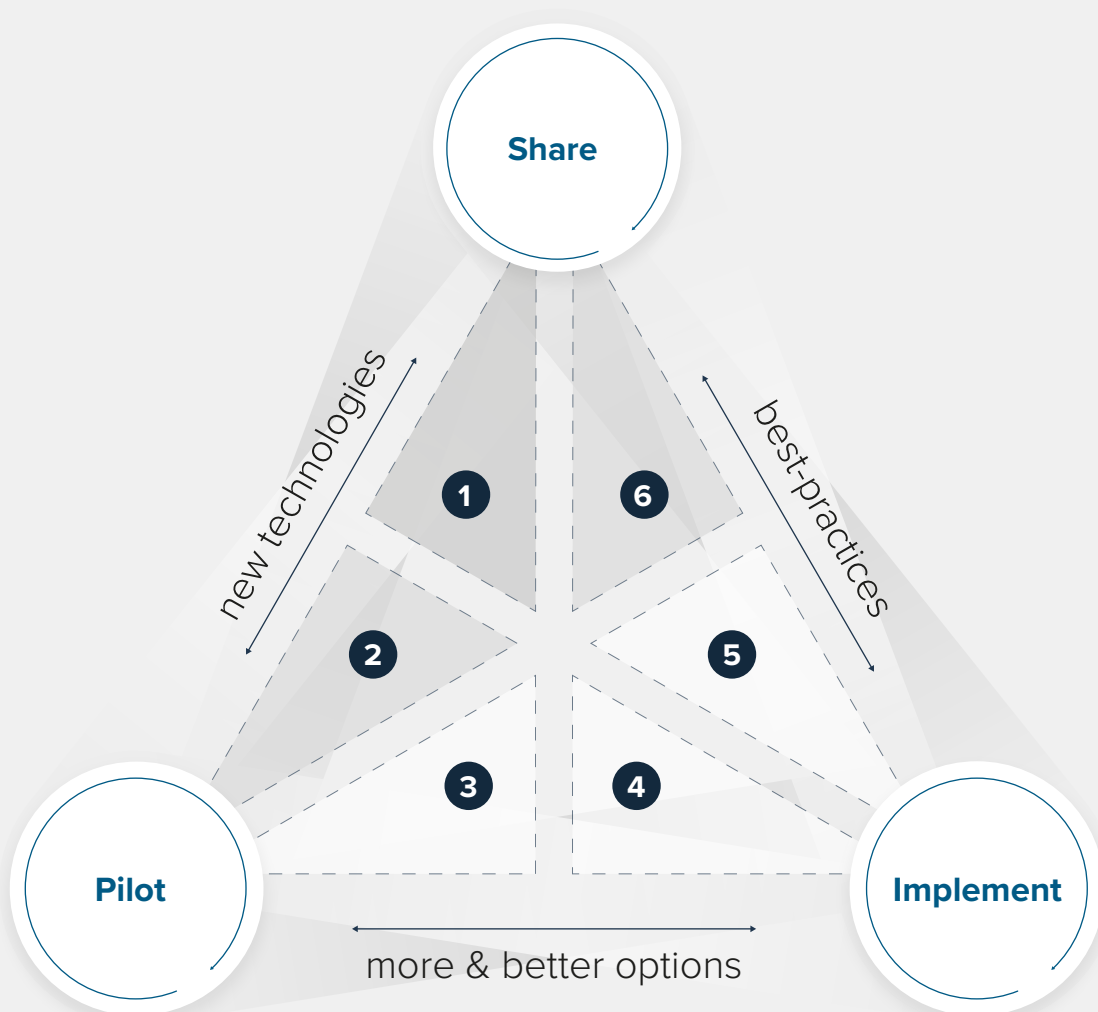 Share
new technologies
best-practices
1
6
2
5
3
4
Pilot
Implement
more & better options